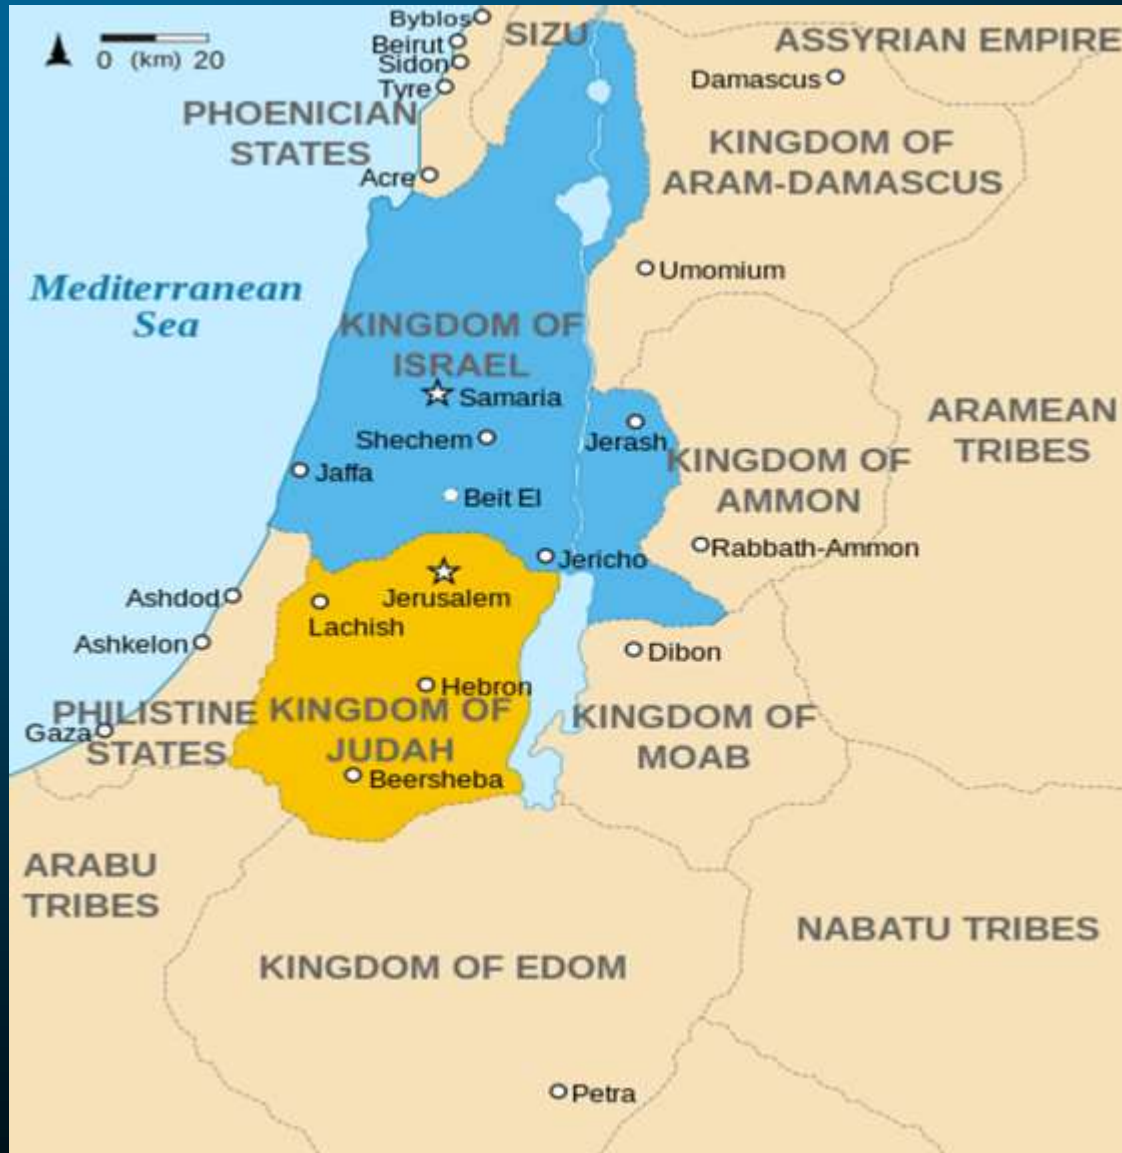 Byblos
SIZU
ASSYRIAN EMPIRE
Beirut
0 (km) 20
Sidon
Damascus
Tyre
PHOENICIAN
STATES
KINGDOM OF
ARAM-DAMASCUS
Acre
Umomium
Mediterranean
Sea
KINGDOM OF
ISRAEL
Samaria
ARAMEAN
TRIBES
Shechem
Jerash
KINGDOM OF
AMMON
Jaffa
Beit El
Rabbath-Ammon
Jericho
Ashdod
Jerusalem
Lachish
Ashkelon
Dibon
Hebron
PHILISTINE
STATES
Gaza
KINGDOM OF
JUDAH
KINGDOM OF
MOAB
Beersheba
ARABU
TRIBES
NABATU TRIBES
KINGDOM OF EDOM
Petra